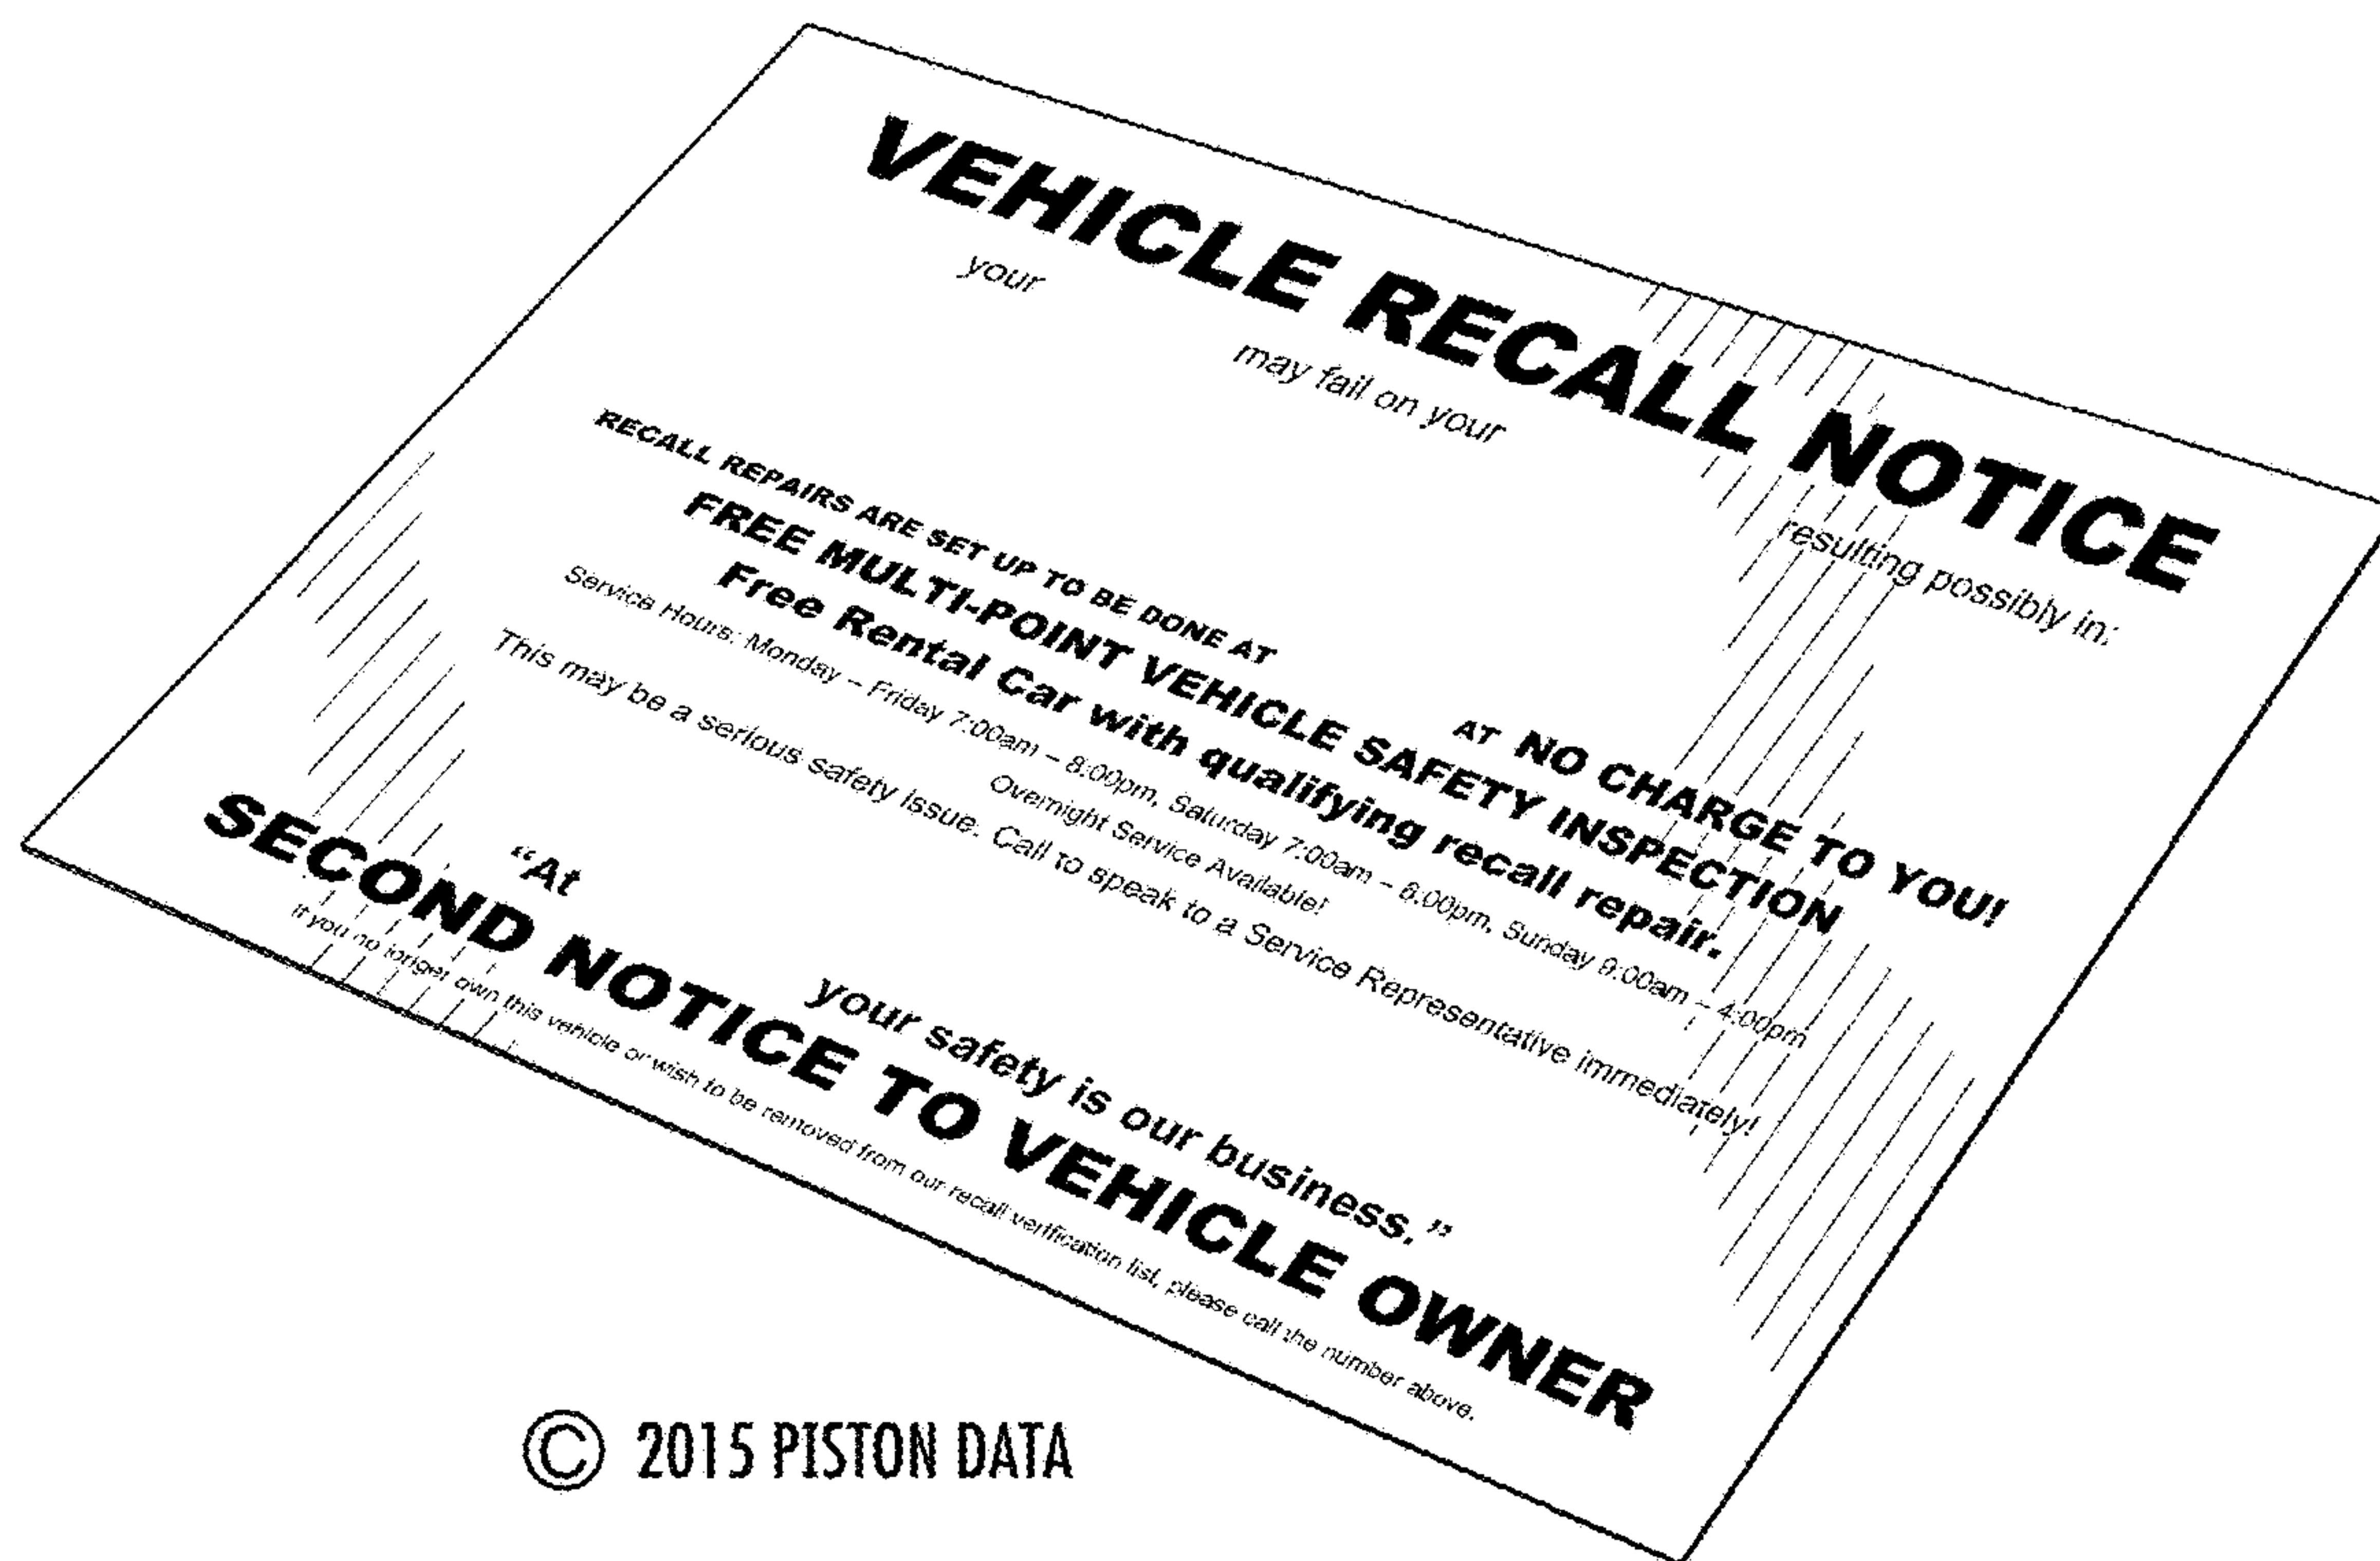 VEHICLE RECALL NOTICE
your may fail on your resulting possibly in:
RECALL REPAIRS ARE SET UP TO BE DONE AT AT NO CHARGE TO YOU!
FREE MULTI-POINT VEHICLE SAFETY INSPECTION
Free Rental Car with qualifying recall repair.
Service Hours: Monday – Friday 7:00am – 8:00pm, Saturday 7:00am – 6:00pm, Sunday 9:00am – 4:00pm
Overnight Service Available!
This may be a serious safety issue. Call to speak to a Service Representative immediately!
“At your safety is our business.”
SECOND NOTICE TO VEHICLE OWNER
If you no longer own this vehicle or wish to be removed from our recall verification list, please call the number above.
© 2015 PISTON DATA